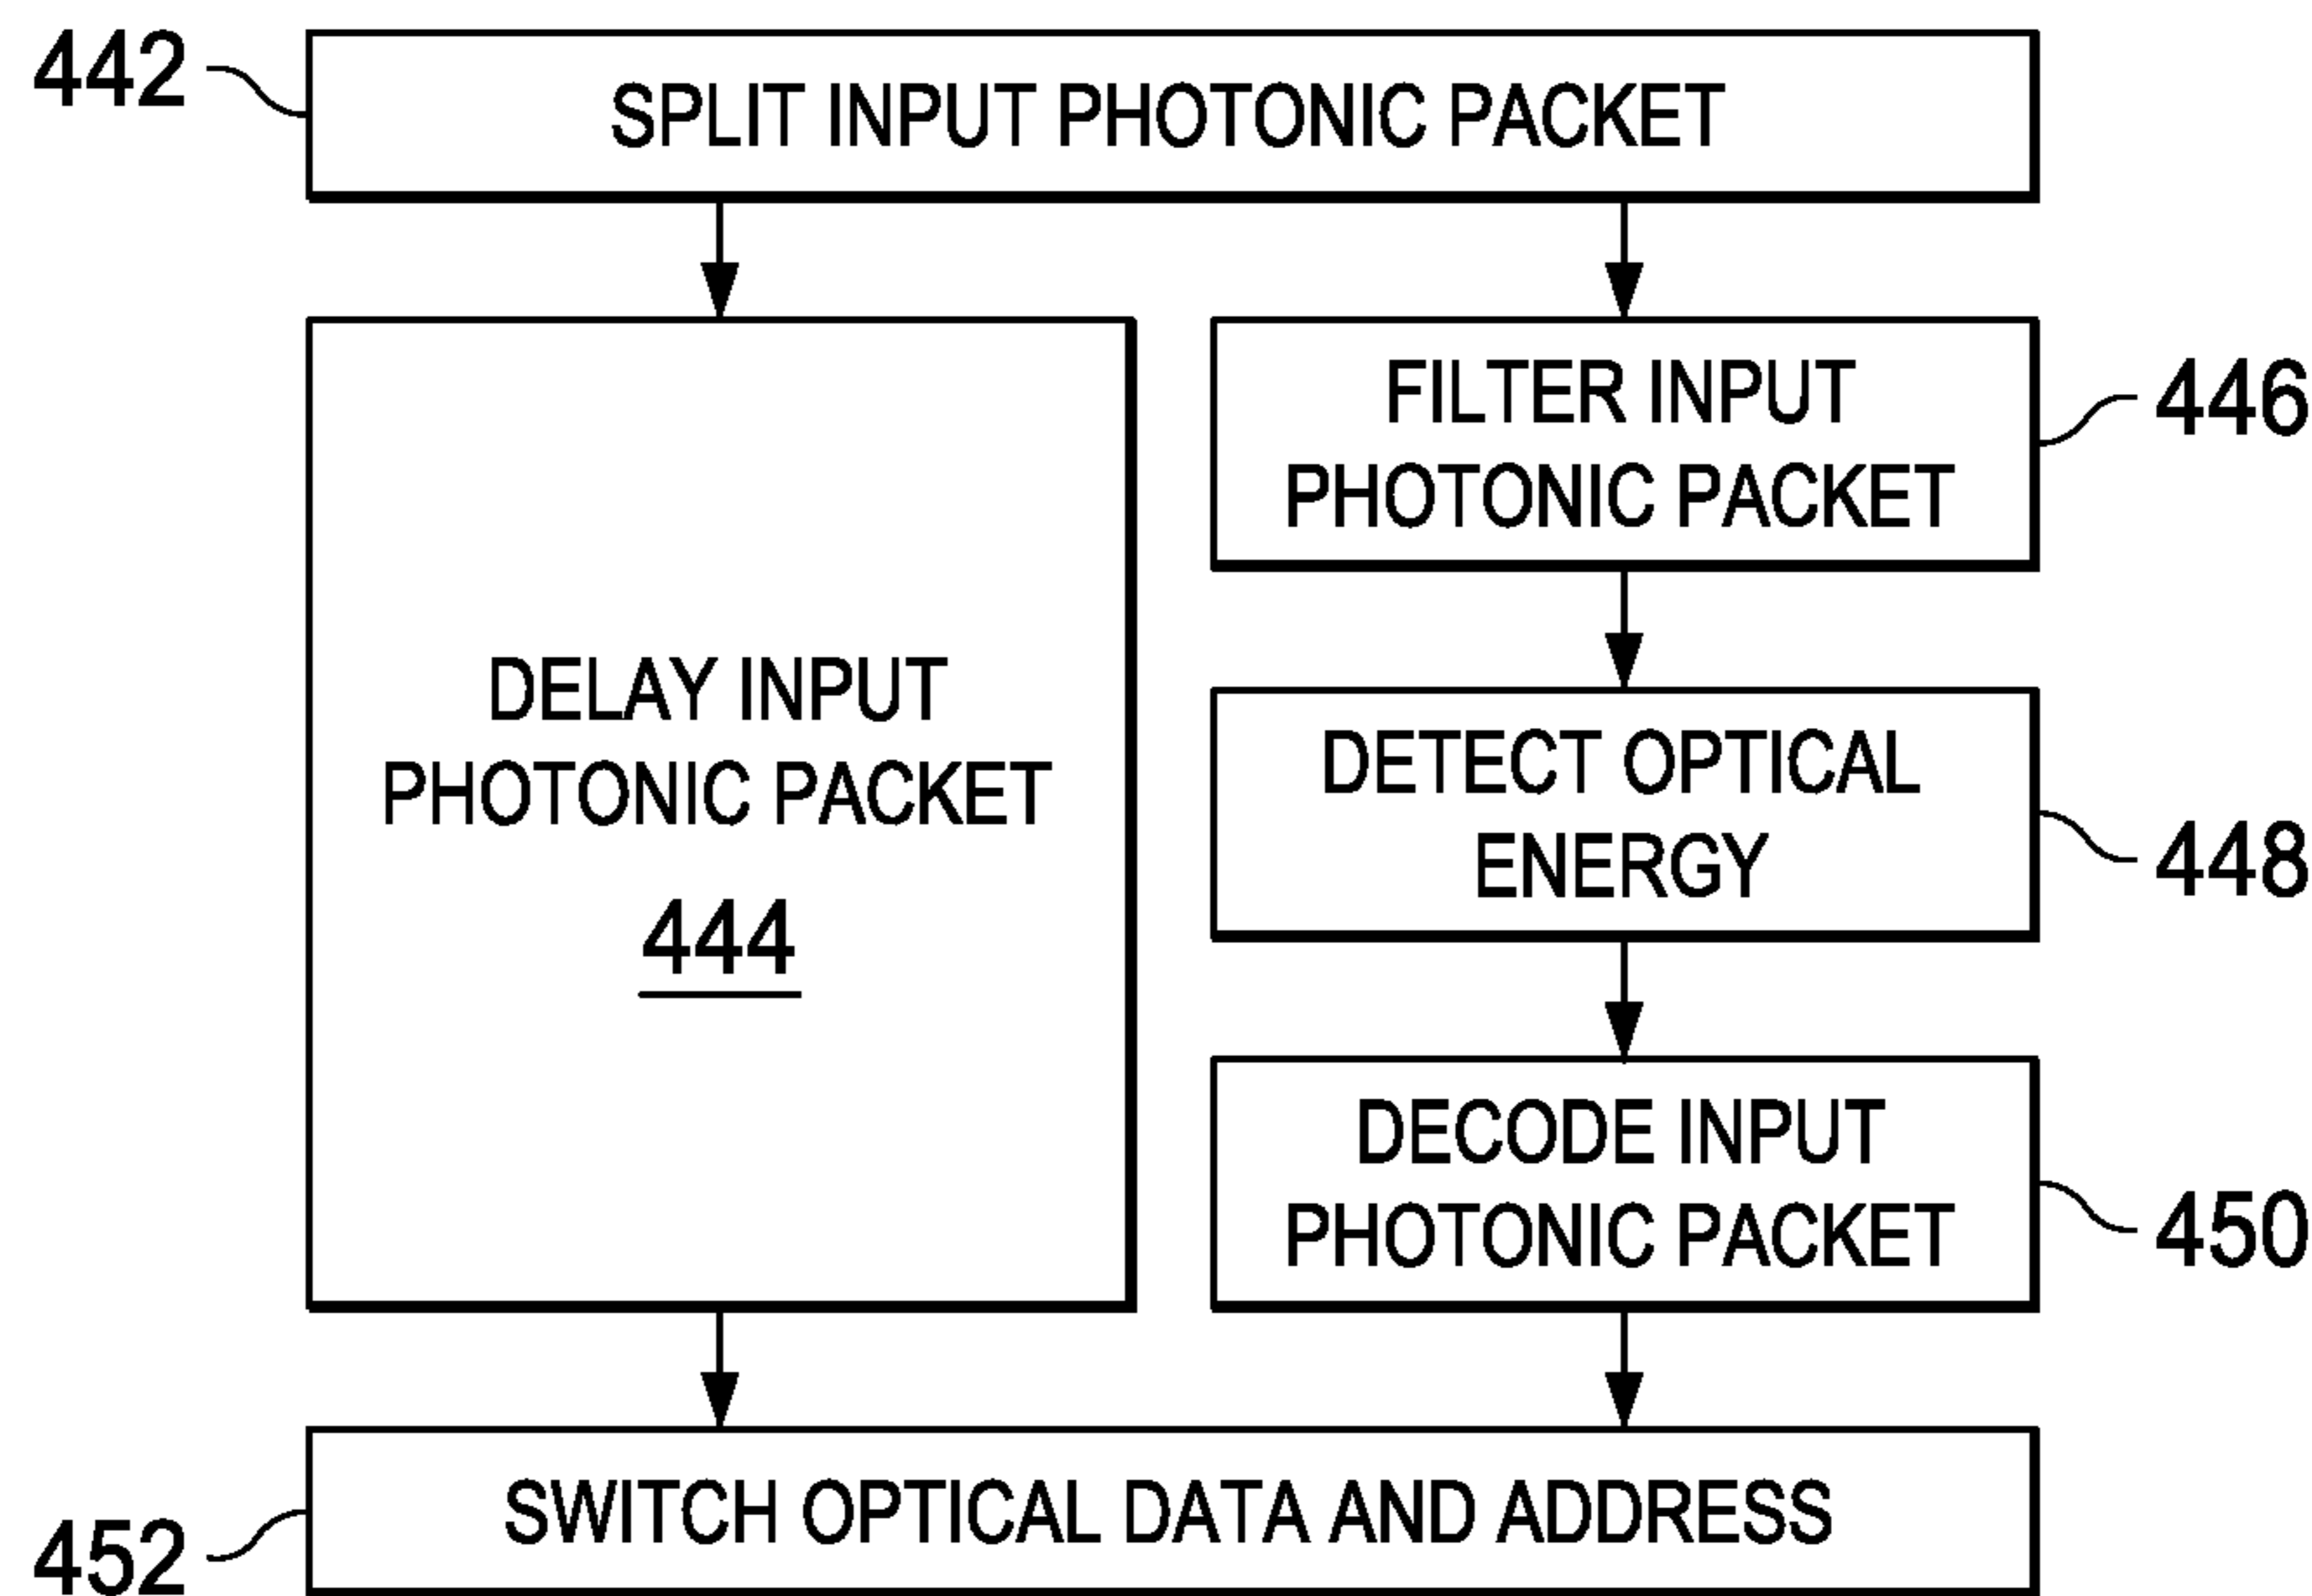 442
SPLIT INPUT PHOTONIC PACKET
DELAY INPUT
PHOTONIC PACKET
444
FILTER INPUT
PHOTONIC PACKET
446
DETECT OPTICAL
ENERGY
448
DECODE INPUT
PHOTONIC PACKET
450
SWITCH OPTICAL DATA AND ADDRESS
452